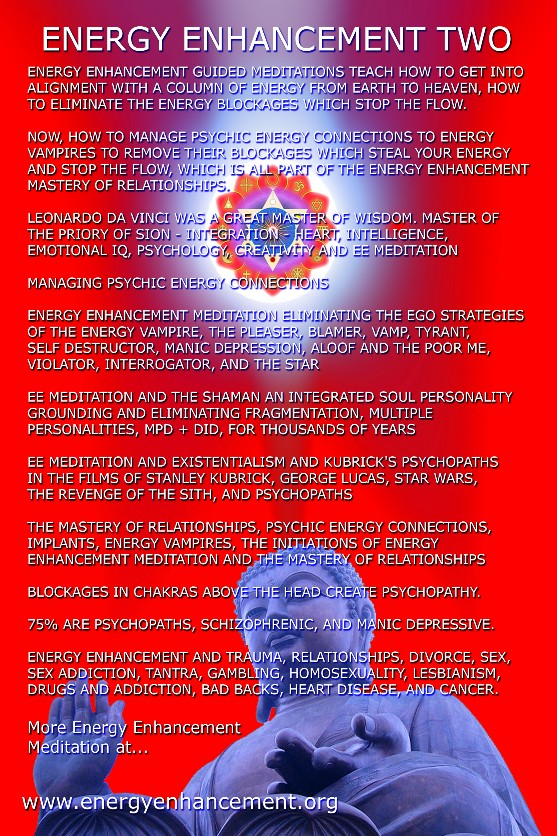 ENERGY ENHANCEMENT TWO
ENERGY ENHANCEMENT GUIDED MEDITATIONS TEACH HOW TO GET INTO
ALIGNMENT WITH A COLUMN OF ENERGY FROM EARTH TO HEAVEN, HOW
TO ELIMINATE THE ENERGY BLOCKAGES WHICH STOP THE FLOW.
NOW, HOW TO MANAGE PSYCHIC ENERGY CONNECTIONS TO ENERGY
VAMPIRES TO REMOVE THEIR BLOCKAGES WHICH STEAL YOUR ENERGY
AND STOP THE FLOW, WHICH IS ALL PART OF THE ENERGY ENHANCEMENT
MASTERY OF RELATIONSHIPS.
LEONARDO DA VINCI WAS A GREAT MASTER OF WISDOM. MASTER OF
THE PRIORY OF SION - INTEGRATION - HEART, INTELLIGENCE,
EMOTIONAL IQ, PSYCHOLOGY, CREATIVITY AND EE MEDITATION
MANAGING PSYCHIC ENERGY CONNECTIONS
ENERGY ENHANCEMENT MEDITATION ELIMINATING THE EGO STRATEGIES
OF THE ENERGY VAMPIRE, THE PLEASER, BLAMER, VAMP, TYRANT,
SELF DESTRUCTOR, MANIC DEPRESSION, ALOOF AND THE POOR ME,
VIOLATOR, INTERROGATOR, AND THE STAR
EE MEDITATION AND THE SHAMAN AN INTEGRATED SOUL PERSONALITY
GROUNDING AND ELIMINATING FRAGMENTATION, MULTIPLE
PERSONALITIES, MPD + DID, FOR THOUSANDS OF YEARS
EE MEDITATION AND EXISTENTIALISM AND KUBRICK'S PSYCHOPATHS
IN THE FILMS OF STANLEY KUBRICK, GEORGE LUCAS, STAR WARS,
THE REVENGE OF THE SITH, AND PSYCHOPATHS
THE MASTERY OF RELATIONSHIPS, PSYCHIC ENERGY CONNECTIONS,
IMPLANTS, ENERGY VAMPIRES, THE INITIATIONS OF ENERGY
ENHANCEMENT MEDITATION AND THE MASTERY OF RELATIONSHIPS
BLOCKAGES IN CHAKRAS ABOVE THE HEAD CREATE PSYCHOPATHY.
75% ARE PSYCHOPATHS, SCHIZOPHRENIC, AND MANIC DEPRESSIVE.
ENERGY ENHANCEMENT AND TRAUMA, RELATIONSHIPS, DIVORCE, SEX,
SEX ADDICTION, TANTRA, GAMBLING, HOMOSEXUALITY, LESBIANISM,
DRUGS AND ADDICTION, BAD BACKS, HEART DISEASE, AND CANCER.
More Energy Enhancement
Meditation at...
www.energyenhancement.org